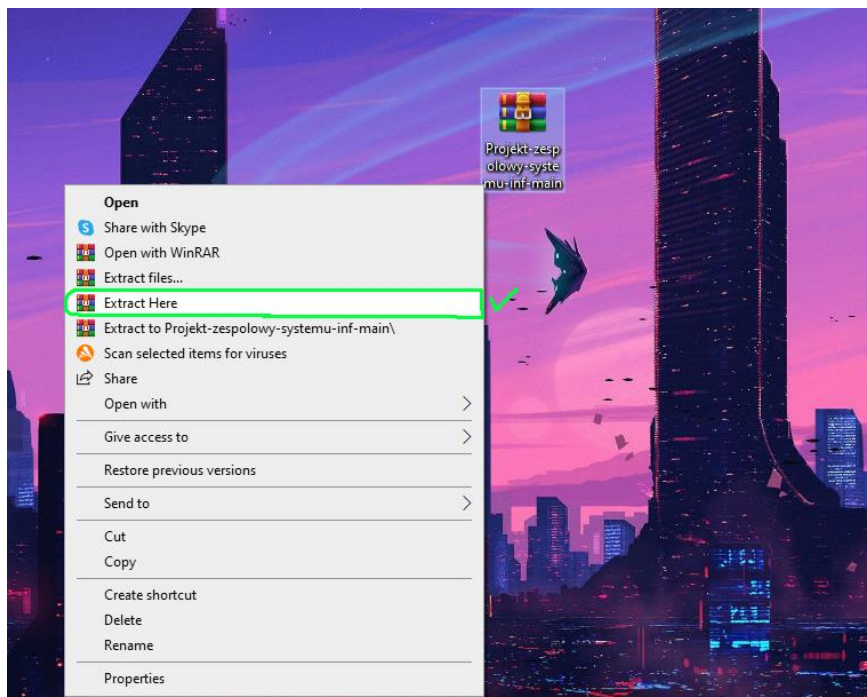 Projekt-zesp
olowy-syste
mu-inf-main
Open
Share with Skype
Open with WinRAR
Extract files...
Extract Here
Extract to Projekt-zespolowy-systemu-inf-main\
Scan selected items for viruses
Share
Open with
Give access to
Restore previous versions
Send to
Cut
Copy
Create shortcut
Delete
Rename
Properties